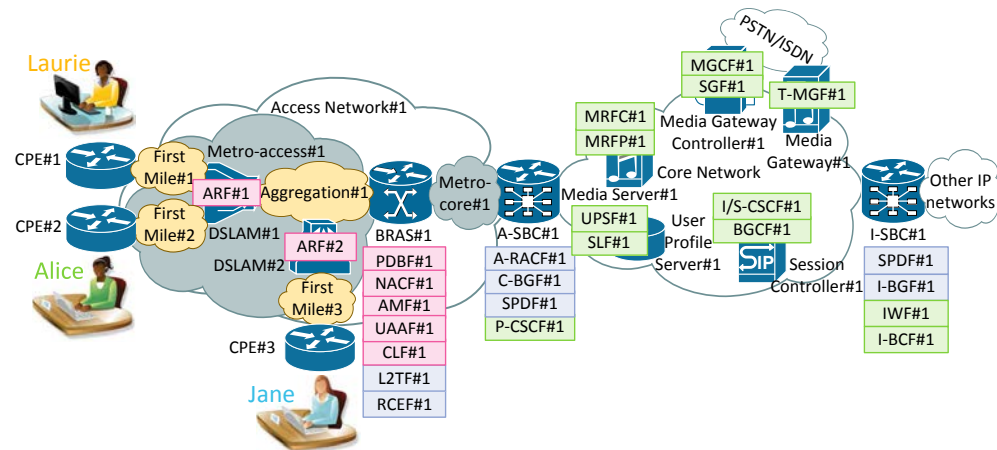 Laurie
PSTN/ISDN
MGCF#1
SGF#1
T-MGF#1
Access Network#1
MRFC#1
MRFP#1
Media Gateway
Controller#1
Media
Gateway#1
CPE#1
First
Mile#1
Metro-access#1
ARF#1
Aggregation#1
Metro-
core#1
Media Server#1
Core Network
Other IP
networks
CPE#2
First
Mile#2
DSLAM#1
ARF#2
DSLAM#2
BRAS#1
A-SBC#1
UPSF#1
SLF#1
User
Profile
Server#1
I/S-CSCF#1
BGCF#1
SIP
Session
Controller#1
I-SBC#1
Alice
First
Mile#3
CPE#3
Jane
PDBF#1
NACF#1
AMF#1
UAAF#1
CLF#1
L2TF#1
RCEF#1
A-RACF#1
C-BGF#1
SPDF#1
P-CSCF#1
SPDF#1
I-BGF#1
IWF#1
I-BCF#1